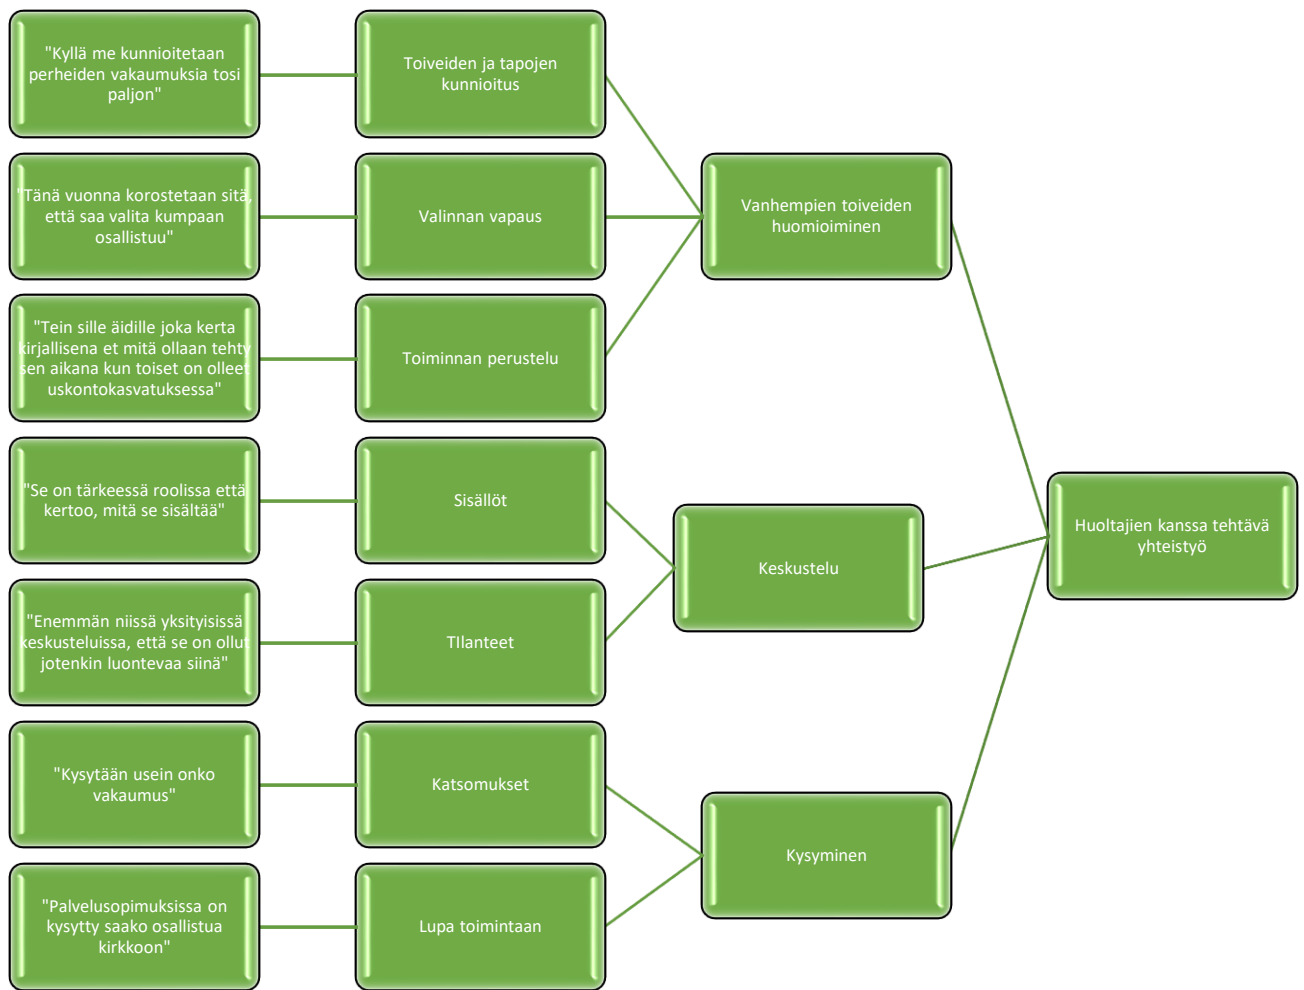 "Kyllä me kunnioitetaan
perheiden vakaumuksia tosi
paljon"
Toiveiden ja tapojen
kunnioitus
"Tänä vuonna korostetaan sitä,
että saa valita kumpaan
osallistuu"
Valinnan vapaus
Vanhempien toiveiden
huomioiminen
"Tein sille äidille joka kerta
kirjallisena et mitä ollaan tehty
sen aikana kun toiset on olleet
uskontokasvatuksessa"
Toiminnan perustelu
"Se on tärkeessä roolissa että
kertoo, mitä se sisältää"
Sisällöt
Keskustelu
Huoltajien kanssa tehtävä
yhteistyö
"Enemmän niissä yksityisissä
keskusteluissa, että se on ollut
jotenkin luontevaa siinä"
TIlanteet
"Kysytään usein onko
vakaumus"
Katsomukset
Kysyminen
"Palvelusopimuksissa on
kysytty saako osallistua
kirkkoon"
Lupa toimintaan